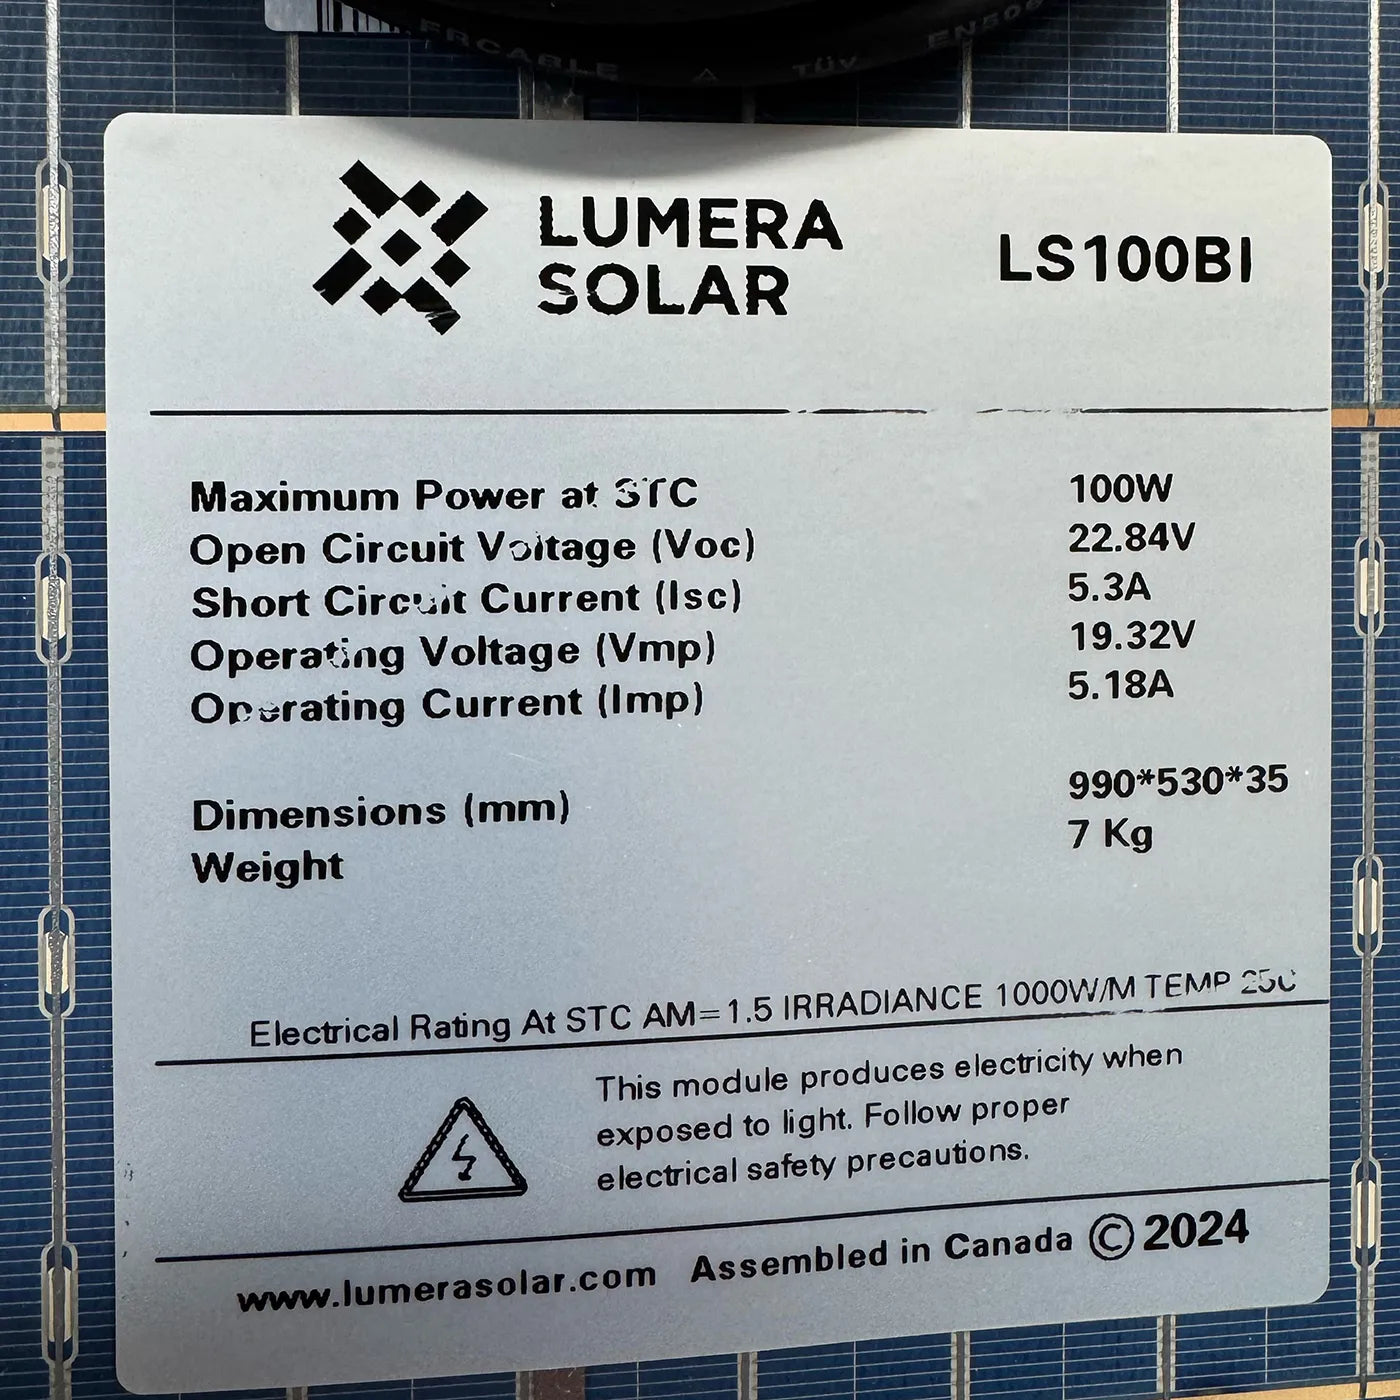 FRCABLE TÜV EN506
LUMERA
SOLAR
LS100BI
Maximum Power at STC 100W
Open Circuit Voltage (Voc) 22.84V
Short Circuit Current (Isc) 5.3A
Operating Voltage (Vmp) 19.32V
Operating Current (Imp) 5.18A
Dimensions (mm) 990*530*35
Weight 7 Kg
Electrical Rating At STC AM=1.5 IRRADIANCE 1000W/M TEMP 25C
This module produces electricity when
exposed to light. Follow proper
electrical safety precautions.
www.lumerasolar.com Assembled in Canada © 2024